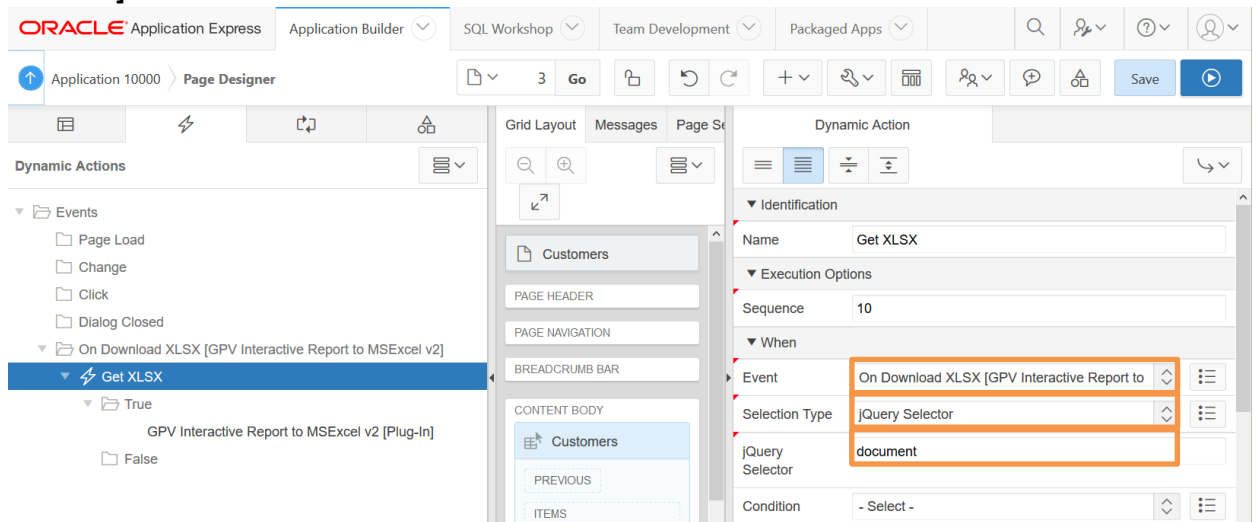 ORACLE Application Express Application Builder SQL Workshop Team Development Packaged Apps
Application 10000 Page Designer 3 Go Save
Grid Layout Messages Page Se Dynamic Action
Dynamic Actions
Identification
Events
Page Load Name Get XLSX
Customers
Change Execution Options
Click PAGE HEADER Sequence 10
Dialog Closed PAGE NAVIGATION
On Download XLSX [GPV Interactive Report to MSExcel v2] When
Get XLSX BREADCRUMB BAR Event On Download XLSX [GPV Interactive Report to
True CONTENT BODY Selection Type jQuery Selector
GPV Interactive Report to MSExcel v2 [Plug-In] Customers
jQuery Selector document
False
PREVIOUS
ITEMS Condition - Select -